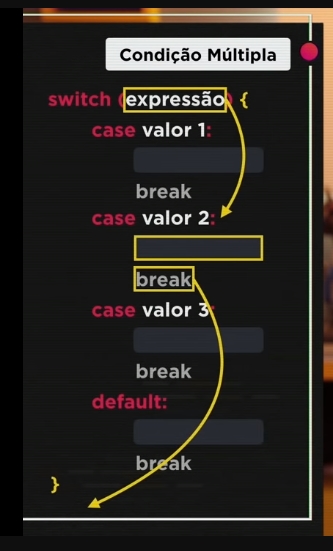 Condição Múltipla
switch (expressão) {
case valor 1:
break
case valor 2:
break
case valor 3:
break
default:
break
}